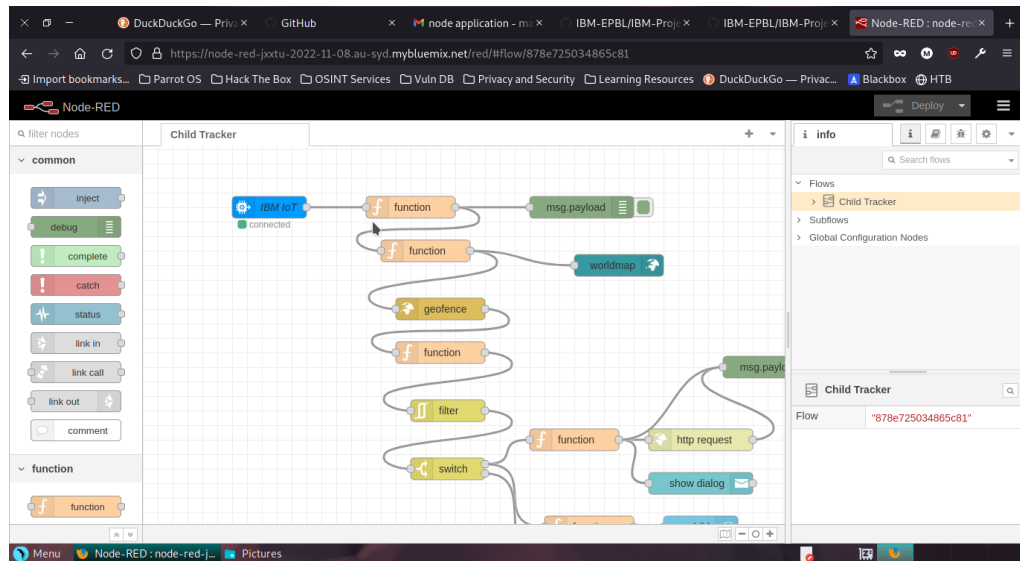 DuckDuckGo — Priva
GitHub
node application - ma
IBM-EPBL/IBM-Proje
IBM-EPBL/IBM-Proje
Node-RED : node-red
https://node-red-jxxtu-2022-11-08.au-syd.mybluemix.net/red/#flow/878e725034865c81
Import bookmarks...
Parrot OS
Hack The Box
OSINT Services
Vuln DB
Privacy and Security
Learning Resources
DuckDuckGo — Privac...
Blackbox
HTB
Node-RED
Deploy
filter nodes
common
inject
debug
complete
catch
status
link in
link call
link out
comment
function
function
Child Tracker
IBM IoT
connected
function
msg.payload
function
worldmap
geofence
function
msg.paylo
filter
function
http request
switch
show dialog
info
Search flows
Flows
Child Tracker
Subflows
Global Configuration Nodes
Child Tracker
Flow
"878e725034865c81"
Menu
Node-RED : node-red-j...
Pictures